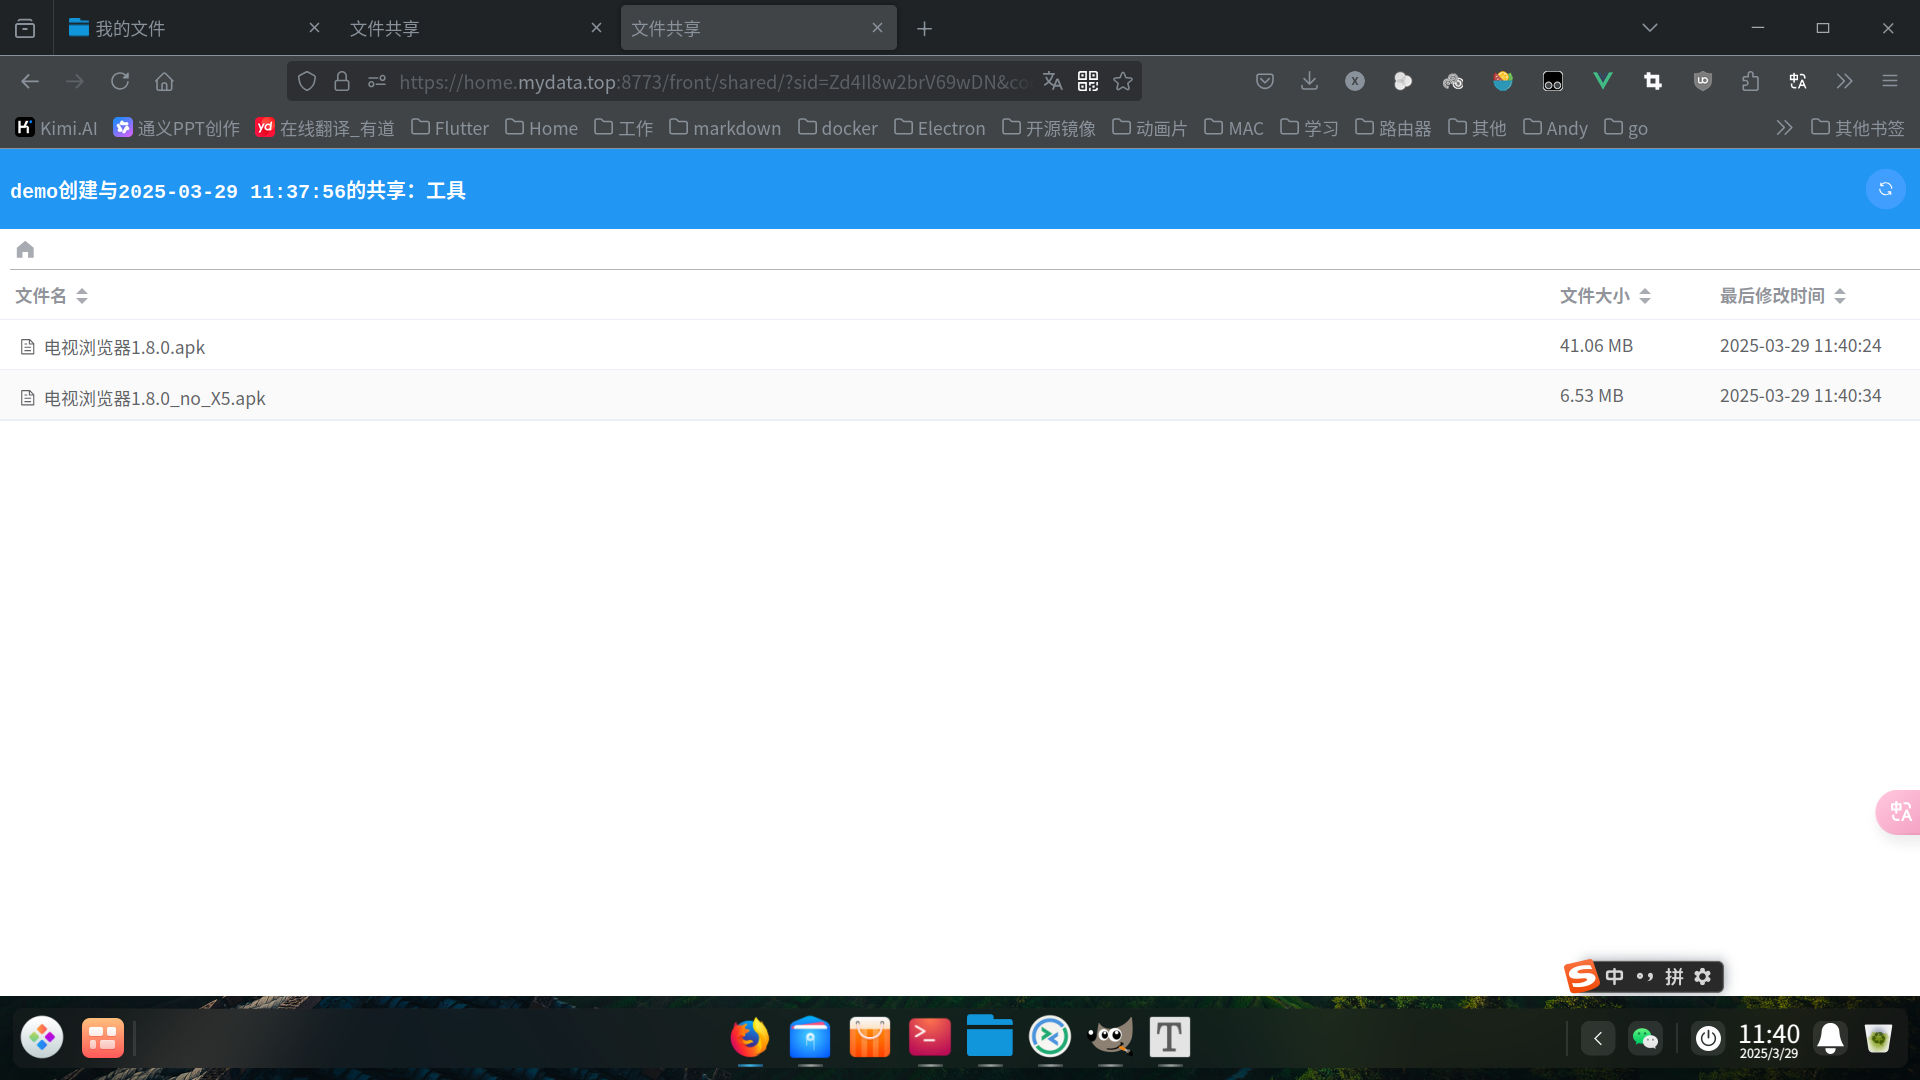 我的文件
文件共享
文件共享
https://home.mydata.top:8773/front/shared/?sid=Zd4Il8w2brV69wDN&co
Kimi.AI 通义PPT创作 在线翻译_有道 Flutter Home 工作 markdown docker Electron 开源镜像 动画片 MAC 学习 路由器 其他 Andy go 其他书签
demo创建与2025-03-29 11:37:56的共享：工具
文件名 文件大小 最后修改时间
电视浏览器1.8.0.apk 41.06 MB 2025-03-29 11:40:24
电视浏览器1.8.0_no_X5.apk 6.53 MB 2025-03-29 11:40:34
中 拼
11:40
2025/3/29